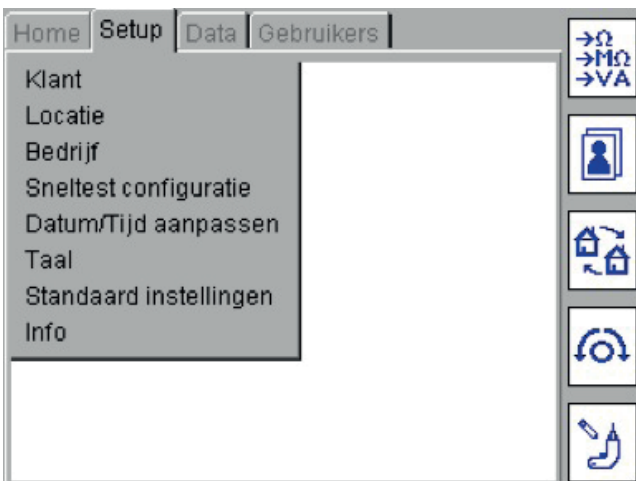 Home Setup Data Gebruikers
Klant
Locatie
Bedrijf
Sneltest configuratie
Datum/Tijd aanpassen
Taal
Standaard instellingen
Info
→Ω
→MΩ
→VA